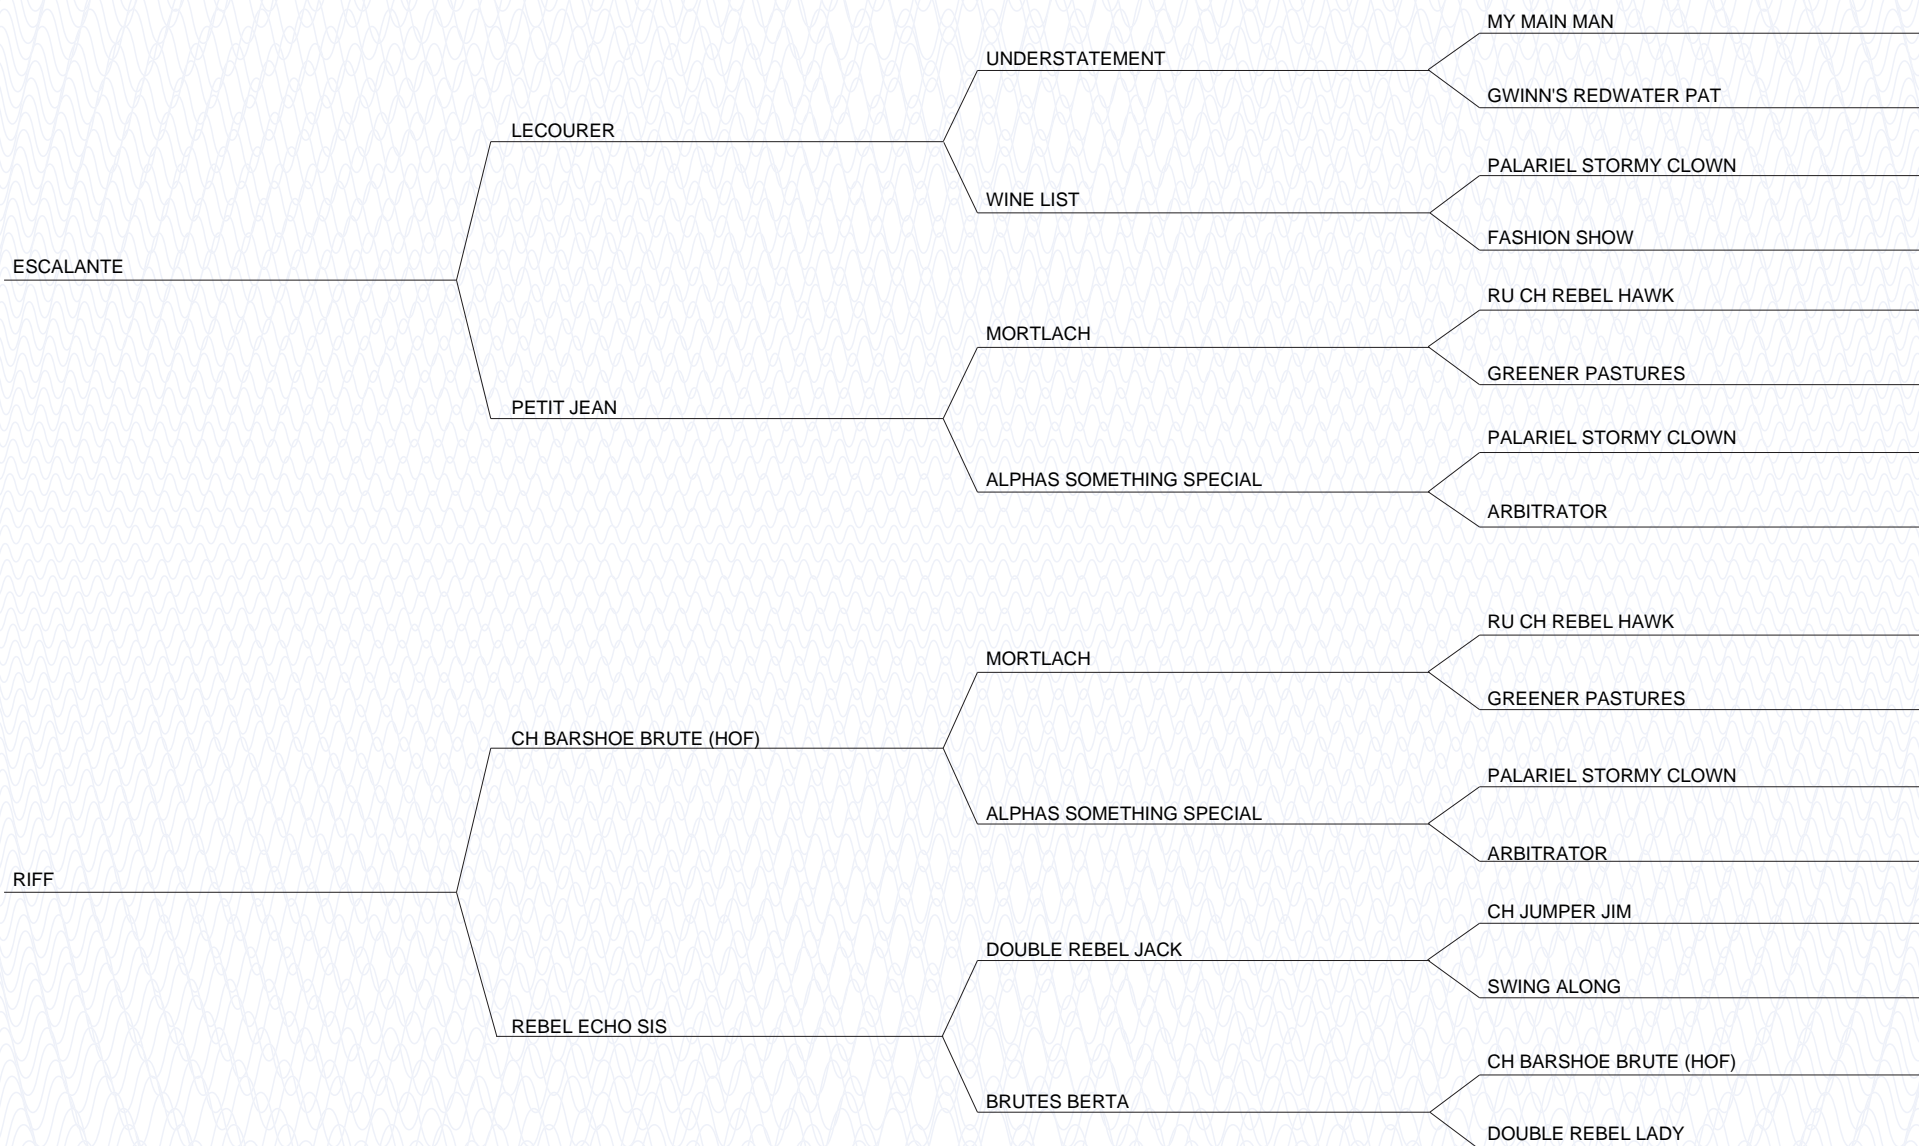 MY MAIN MAN
UNDERSTATEMENT
GWINN'S REDWATER PAT
LECOURER
PALARIEL STORMY CLOWN
WINE LIST
FASHION SHOW
ESCALANTE
RU CH REBEL HAWK
MORTLACH
GREENER PASTURES
PETIT JEAN
PALARIEL STORMY CLOWN
ALPHAS SOMETHING SPECIAL
ARBITRATOR
RU CH REBEL HAWK
MORTLACH
GREENER PASTURES
CH BARSHOE BRUTE (HOF)
PALARIEL STORMY CLOWN
ALPHAS SOMETHING SPECIAL
ARBITRATOR
RIFF
CH JUMPER JIM
DOUBLE REBEL JACK
SWING ALONG
REBEL ECHO SIS
CH BARSHOE BRUTE (HOF)
BRUTES BERTA
DOUBLE REBEL LADY